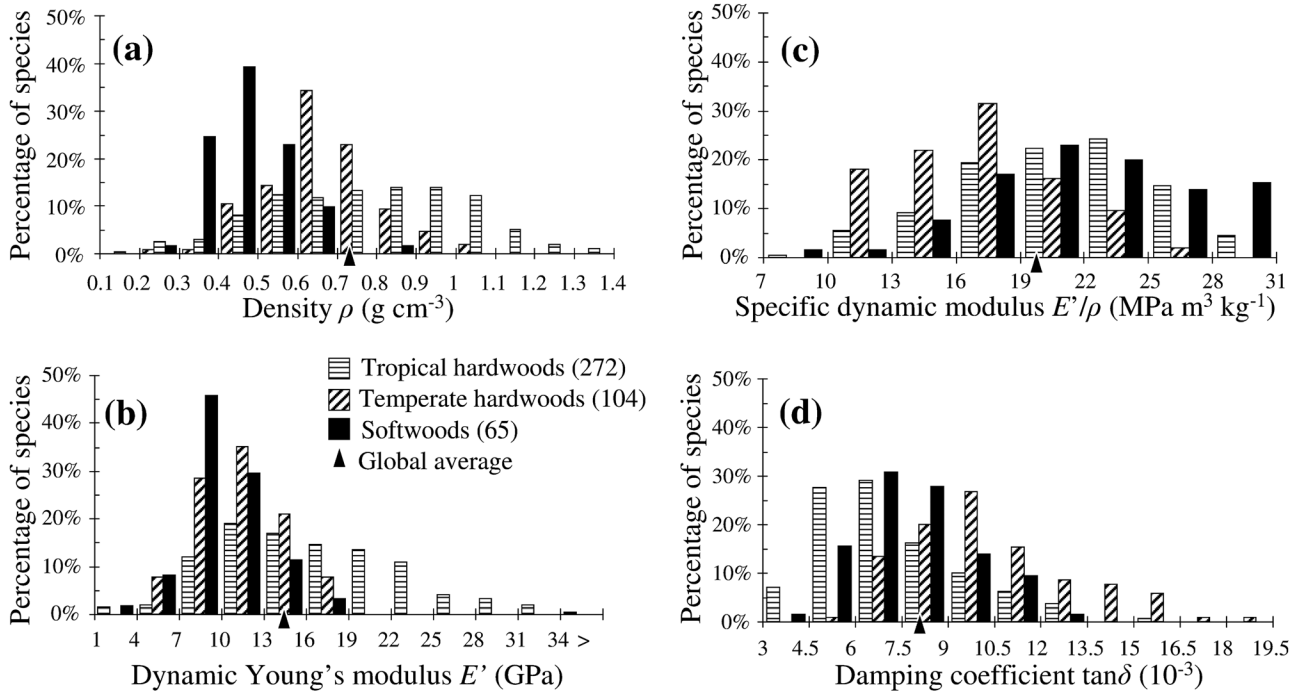 (a)
Percentage of species
50%
40%
30%
20%
10%
0%
0.1 0.2 0.3 0.4 0.5 0.6 0.7 0.8 0.9 1 1.1 1.2 1.3 1.4
Density ρ (g cm-3)
(c)
Percentage of species
50%
40%
30%
20%
10%
0%
7 10 13 16 19 22 25 28 31
Specific dynamic modulus E’/ρ (MPa m3 kg-1)
(b)
Percentage of species
50%
40%
30%
20%
10%
0%
1 4 7 10 13 16 19 22 25 28 31 34 >
Dynamic Young’s modulus E’ (GPa)
Tropical hardwoods (272)
Temperate hardwoods (104)
Softwoods (65)
Global average
(d)
Percentage of species
50%
40%
30%
20%
10%
0%
3 4.5 6 7.5 9 10.5 12 13.5 15 16.5 18 19.5
Damping coefficient tanδ (10-3)